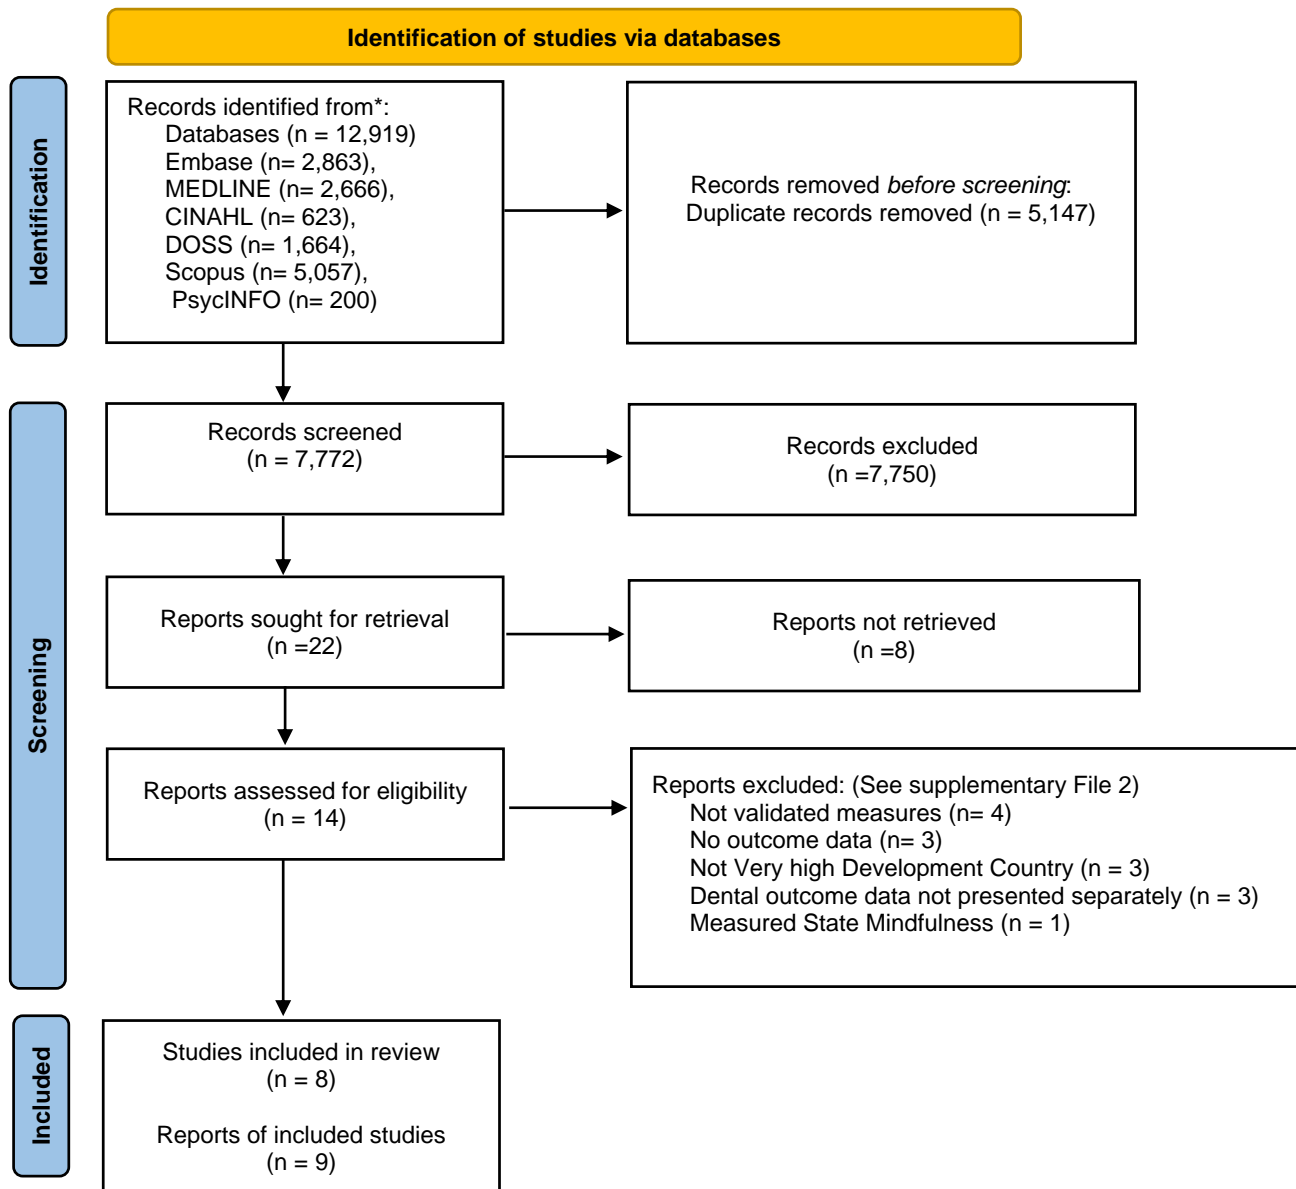 Identification of studies via databases
Identification
Records identified from*:
Databases (n = 12,919)
Embase (n= 2,863),
MEDLINE (n= 2,666),
CINAHL (n= 623),
DOSS (n= 1,664),
Scopus (n= 5,057),
PsycINFO (n= 200)
Records removed before screening:
Duplicate records removed (n = 5,147)
Screening
Records screened
(n = 7,772)
Records excluded
(n =7,750)
Reports sought for retrieval
(n =22)
Reports not retrieved
(n =8)
Reports assessed for eligibility
(n = 14)
Reports excluded: (See supplementary File 2)
Not validated measures (n= 4)
No outcome data (n= 3)
Not Very high Development Country (n = 3)
Dental outcome data not presented separately (n = 3)
Measured State Mindfulness (n = 1)
Included
Studies included in review
(n = 8)
Reports of included studies
(n = 9)